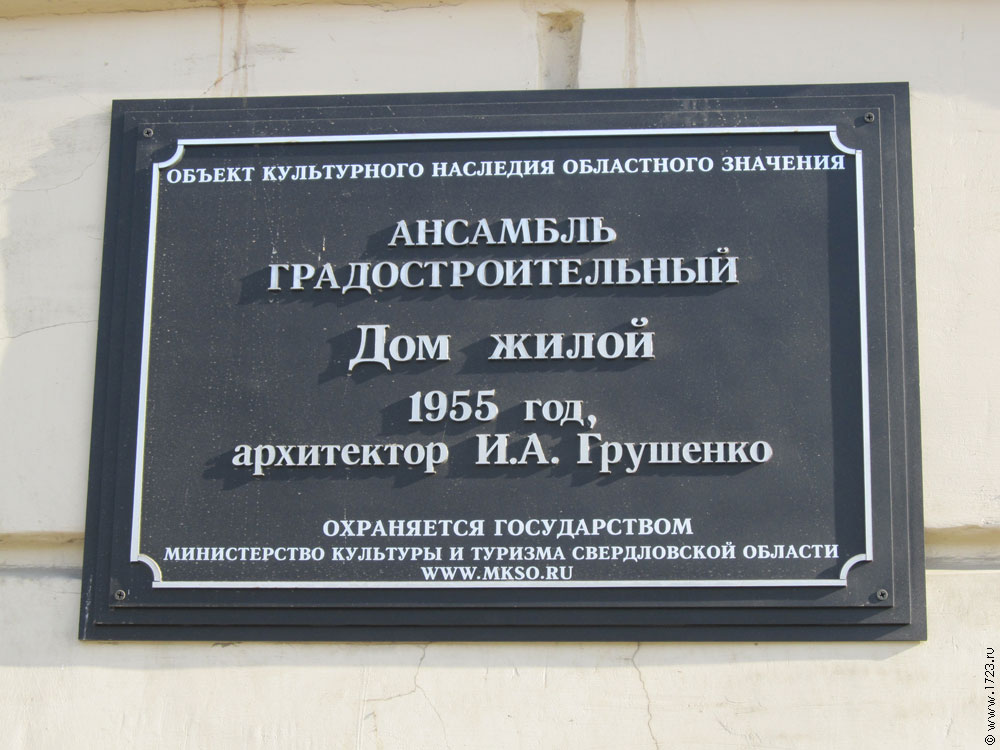 ОБЪЕКТ КУЛЬТУРНОГО НАСЛЕДИЯ ОБЛАСТНОГО ЗНАЧЕНИЯ
АНСАМБЛЬ
ГРАДОСТРОИТЕЛЬНЫЙ
Дом жилой
1955 год,
архитектор И.А. Грушенко
ОХРАНЯЕТСЯ ГОСУДАРСТВОМ
МИНИСТЕРСТВО КУЛЬТУРЫ И ТУРИЗМА СВЕРДЛОВСКОЙ ОБЛАСТИ
WWW.MKSO.RU
© www.1723.ru